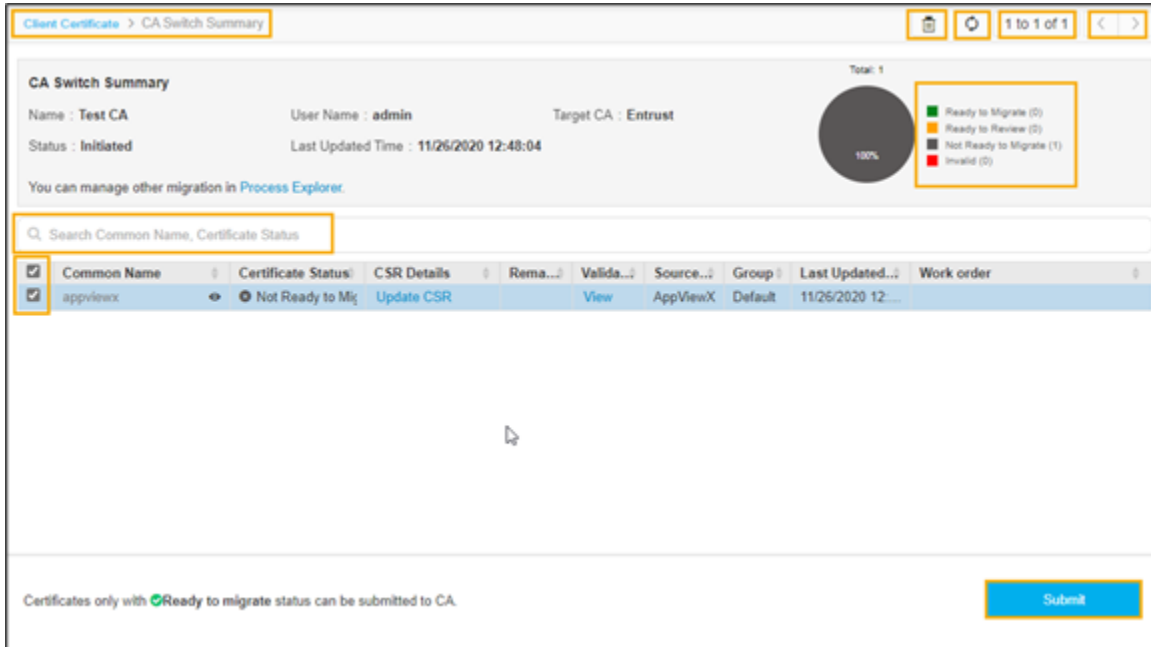 Client Certificate > CA Switch Summary
1 to 1 of 1 < >
CA Switch Summary
Total: 1
Name : Test CA User Name : admin Target CA : Entrust
Status : Initiated Last Updated Time : 11/26/2020 12:48:04
100%
Ready to Migrate (0)
Ready to Review (0)
Not Ready to Migrate (1)
Invalid (0)
You can manage other migration in Process Explorer.
Search Common Name, Certificate Status
Common Name Certificate Status CSR Details Rema... Valida... Source... Group Last Updated... Work order
appviewx Not Ready to Mig Update CSR View AppViewX Default 11/26/2020 12:...
Certificates only with Ready to migrate status can be submitted to CA.
Submit